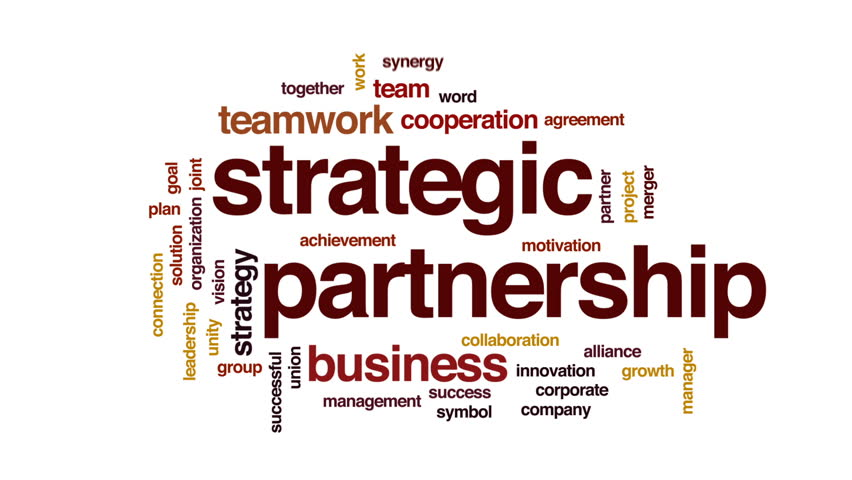 work
synergy
together
team
word
teamwork
cooperation
agreement
strategic
goal
joint
partner
project
merger
plan
solution
organization
achievement
motivation
partnership
connection
vision
strategy
leadership
unity
group
successful
union
business
collaboration
alliance
innovation
growth
manager
corporate
management
success
symbol
company